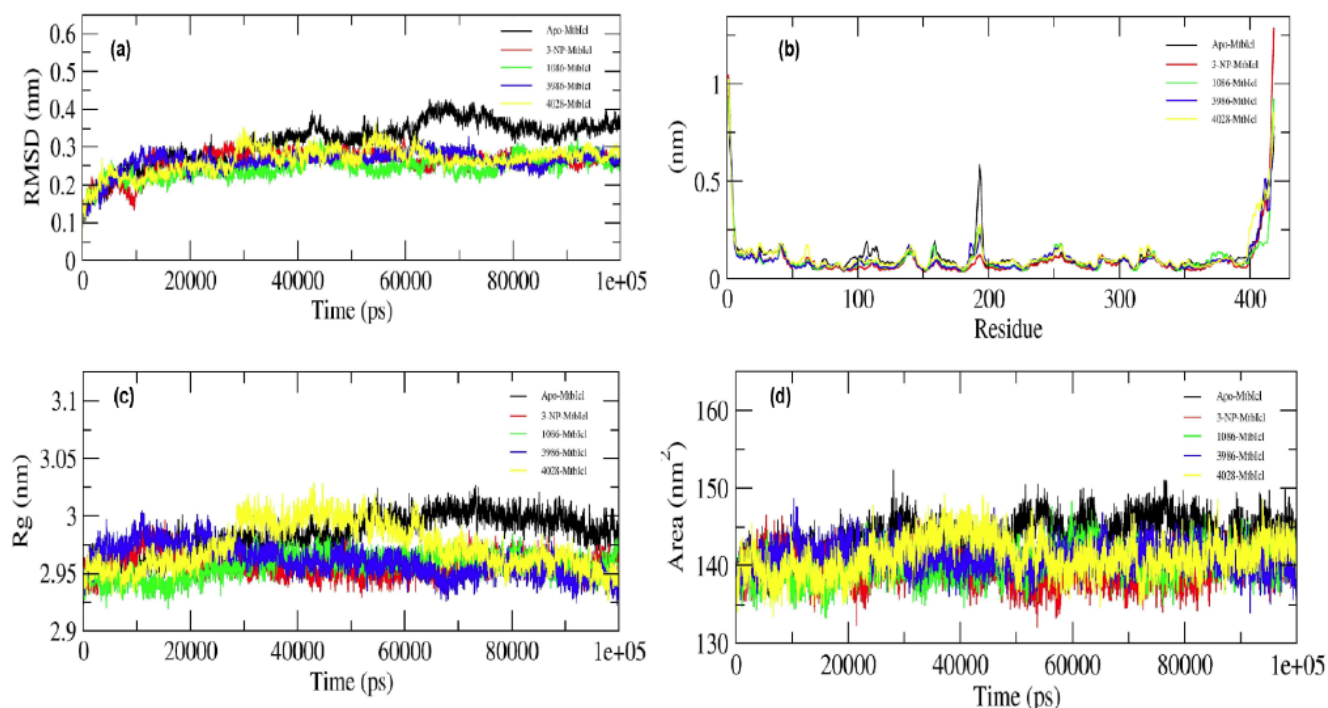 (a)
Apo-MtbIcl
3-NP-MtbIcl
1086-MtbIcl
3986-MtbIcl
4028-MtbIcl
RMSD (nm)
0.6
0.5
0.4
0.3
0.2
0.1
0
0 20000 40000 60000 80000 1e+05
Time (ps)
(b)
Apo-MtbIcl
3-NP-MtbIcl
1086-MtbIcl
3986-MtbIcl
4028-MtbIcl
(nm)
1
0.5
0
0 100 200 300 400
Residue
(c)
Apo-MtbIcl
3-NP-MtbIcl
1086-MtbIcl
3986-MtbIcl
4028-MtbIcl
Rg (nm)
3.1
3.05
3
2.95
2.9
0 20000 40000 60000 80000 1e+05
Time (ps)
(d)
Apo-MtbIcl
3-NP-MtbIcl
1086-MtbIcl
3986-MtbIcl
4028-MtbIcl
Area (nm²)
160
150
140
130
0 20000 40000 60000 80000 1e+05
Time (ps)